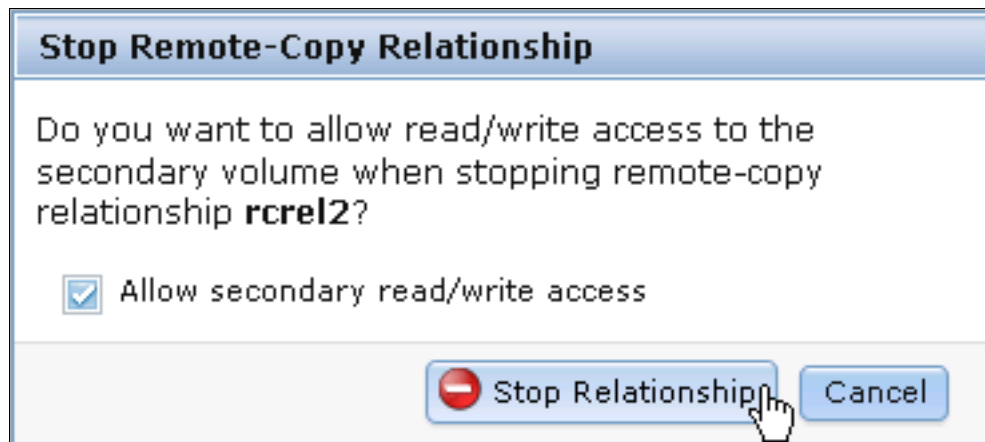 Stop Remote-Copy Relationship
Do you want to allow read/write access to the
secondary volume when stopping remote-copy
relationship rcrel2?
Allow secondary read/write access
Stop Relationship
Cancel